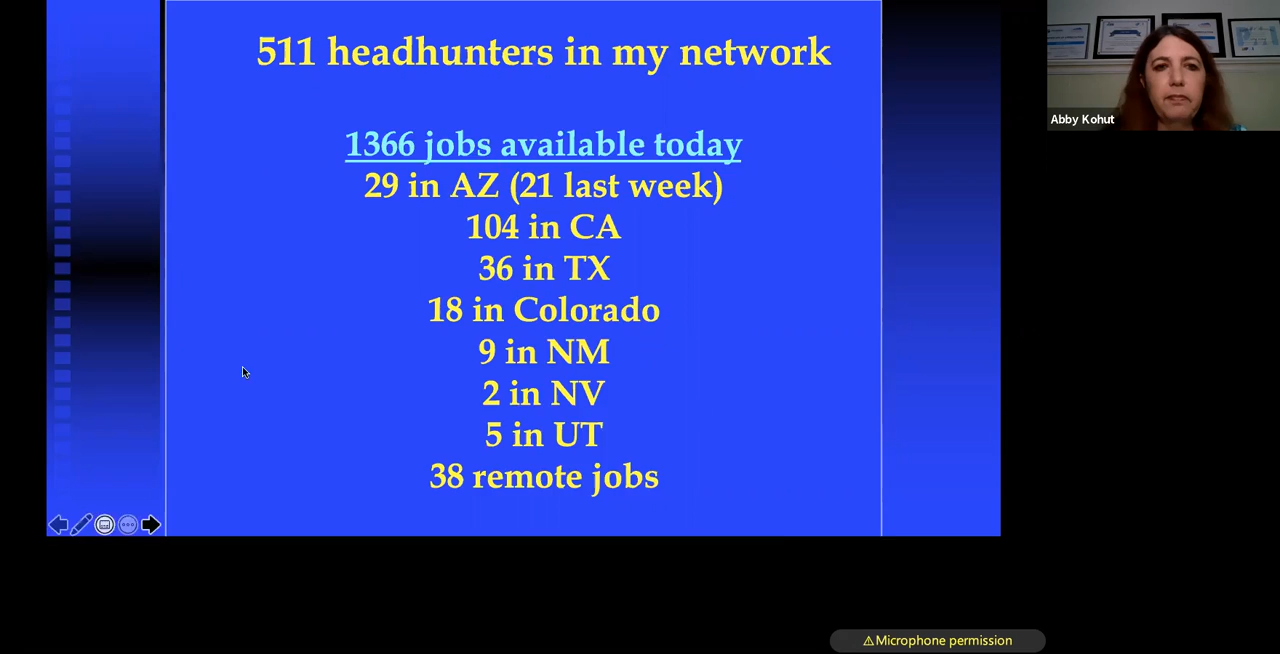 511 headhunters in my network
1366 jobs available today
29 in AZ (21 last week)
104 in CA
36 in TX
18 in Colorado
9 in NM
2 in NV
5 in UT
38 remote jobs
Abby Kohut
⚠Microphone permission